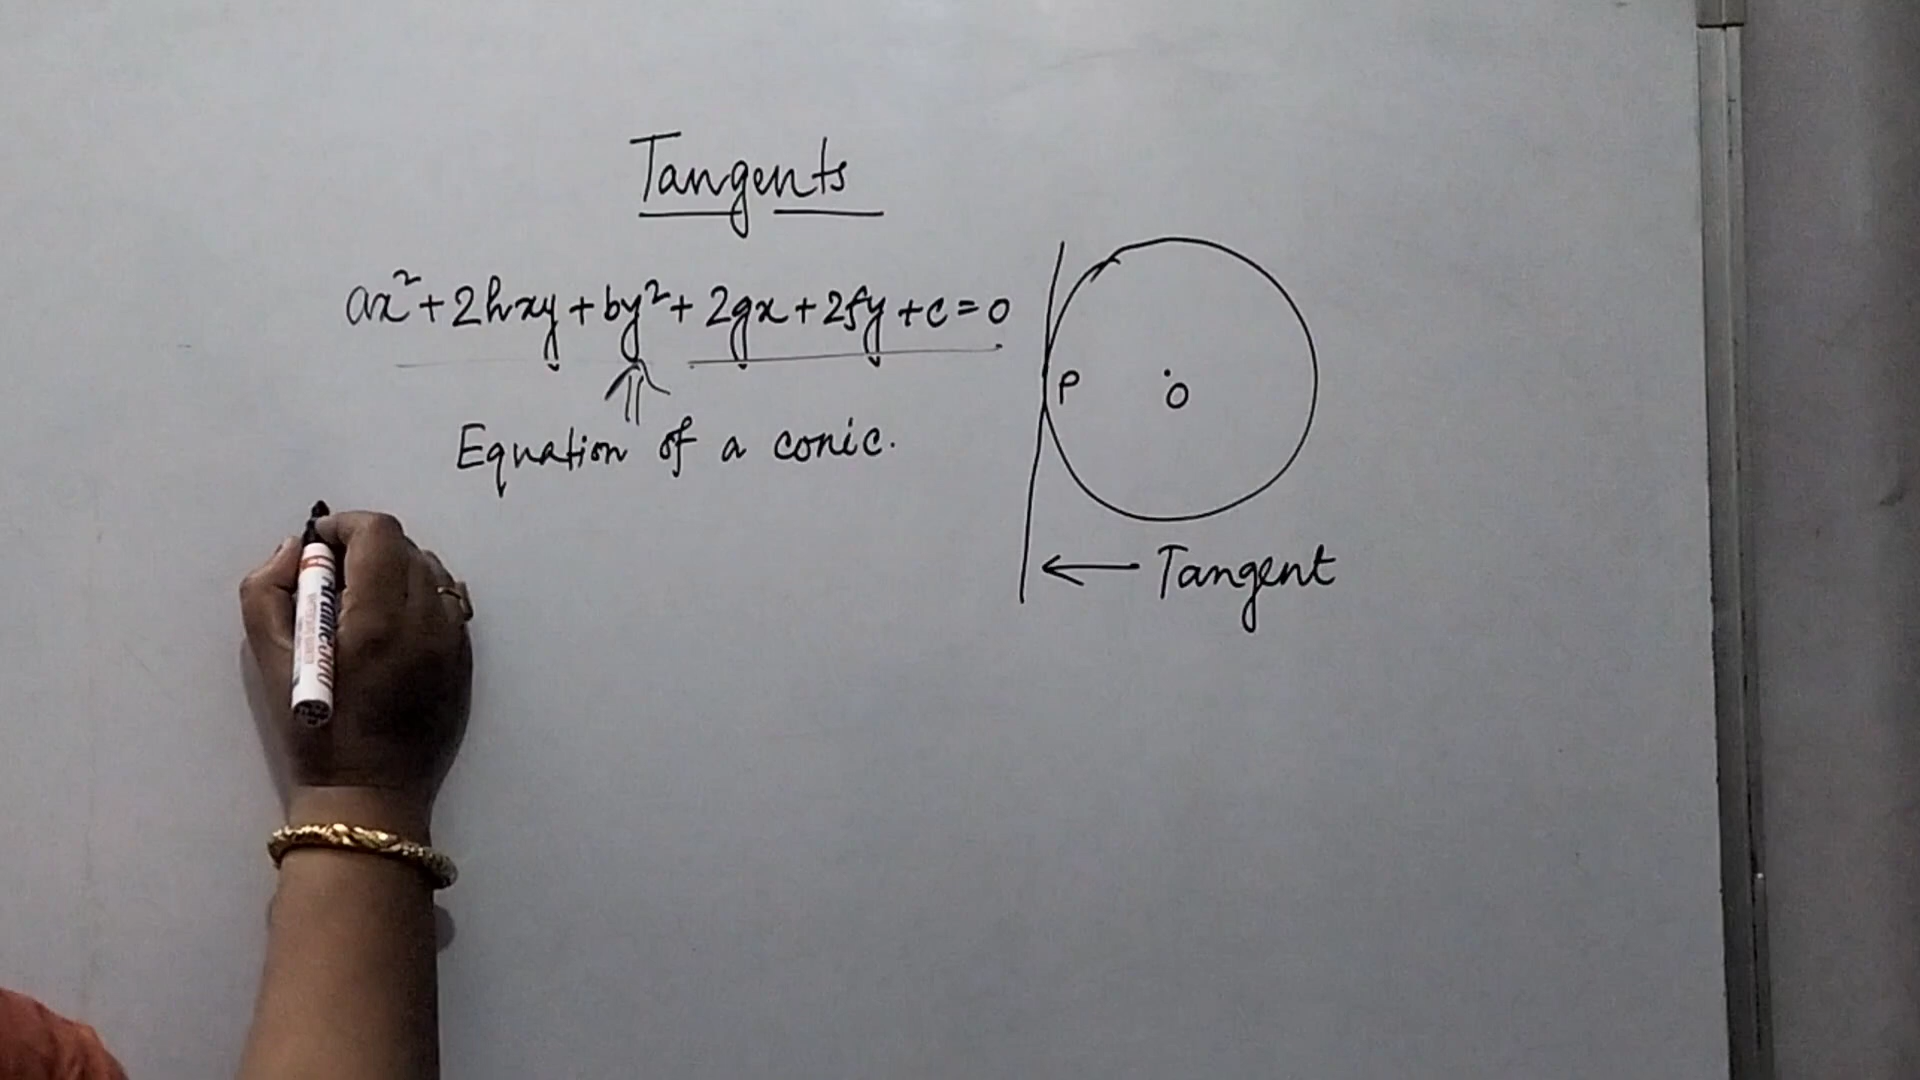 Tangents
ax²+2hxy+by²+2gx+2fy+c=0
Equation of a conic.
P
O
← Tangent